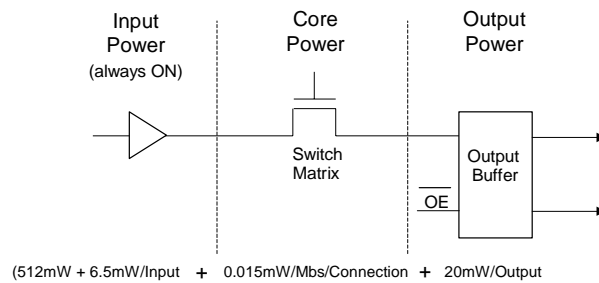 Input
Power
(always ON)
Core
Power
Output
Power
Switch
Matrix
Output
Buffer
OE
(512mW + 6.5mW/Input + 0.015mW/Mbs/Connection + 20mW/Output